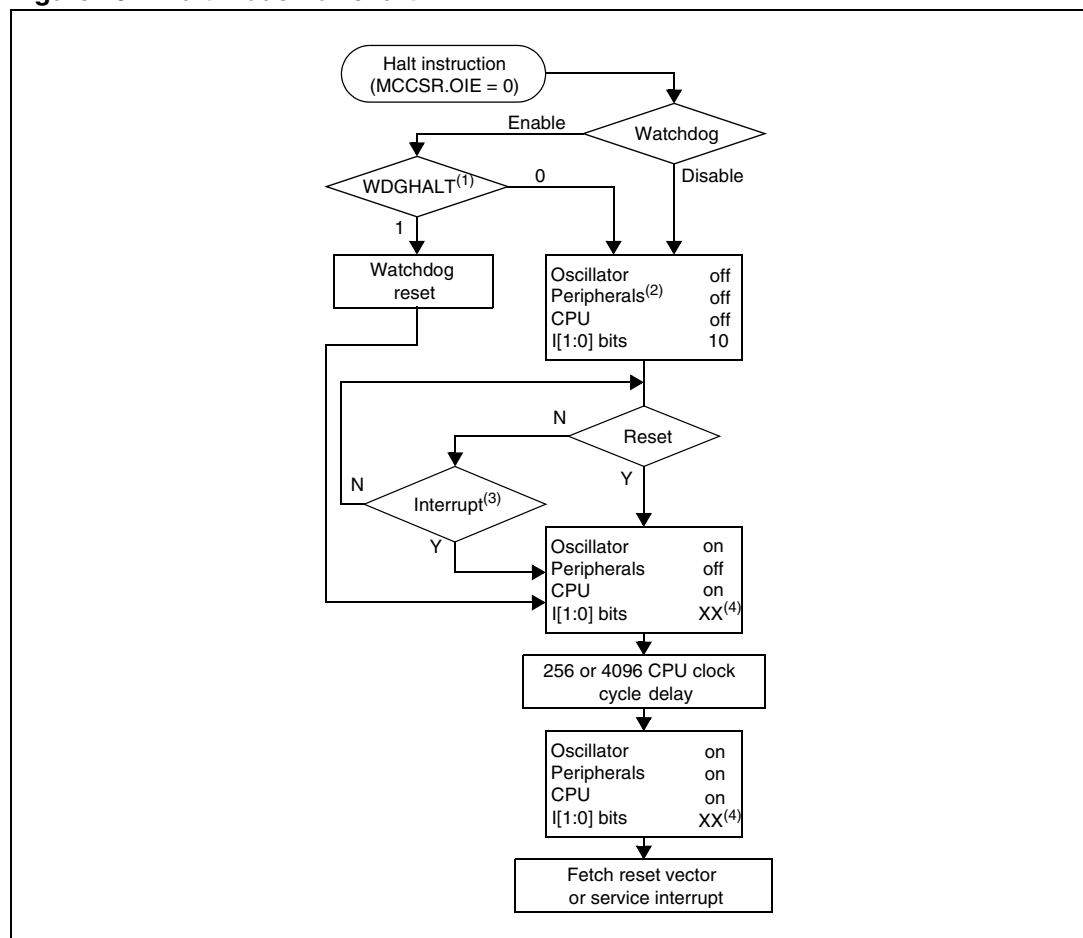 Halt instruction
(MCCSR.OIE = 0)
Enable
Watchdog
WDGHALT(1)
0
Disable
1
Watchdog
reset
Oscillator off
Peripherals(2) off
CPU off
I[1:0] bits 10
N
Reset
Y
N
Interrupt(3)
Y
Oscillator on
Peripherals off
CPU on
I[1:0] bits XX(4)
256 or 4096 CPU clock
cycle delay
Oscillator on
Peripherals on
CPU on
I[1:0] bits XX(4)
Fetch reset vector
or service interrupt